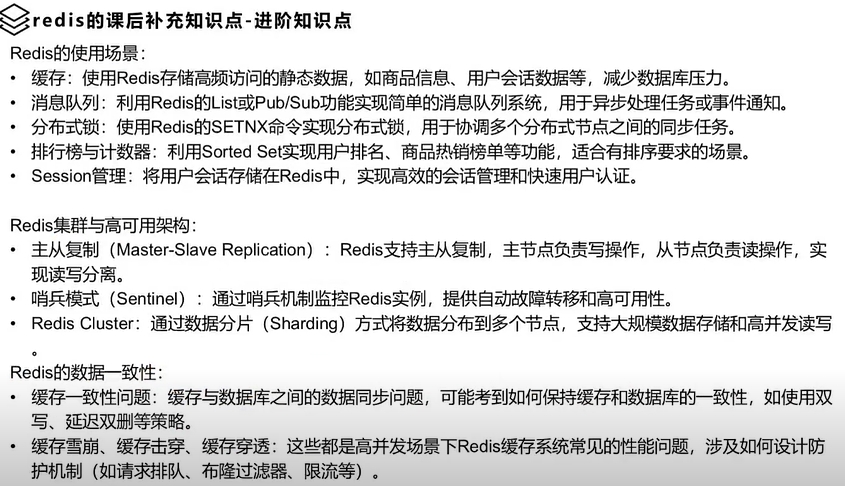 redis的课后补充知识点-进阶知识点
Redis的使用场景：
• 缓存：使用Redis存储高频访问的静态数据，如商品信息、用户会话数据等，减少数据库压力。
• 消息队列：利用Redis的List或Pub/Sub功能实现简单的消息队列系统，用于异步处理任务或事件通知。
• 分布式锁：使用Redis的SETNX命令实现分布式锁，用于协调多个分布式节点之间的同步任务。
• 排行榜与计数器：利用Sorted Set实现用户排名、商品热销榜单等功能，适合有排序要求的场景。
• Session管理：将用户会话存储在Redis中，实现高效的会话管理和快速用户认证。
Redis集群与高可用架构：
• 主从复制（Master-Slave Replication）：Redis支持主从复制，主节点负责写操作，从节点负责读操作，实
现读写分离。
• 哨兵模式（Sentinel）：通过哨兵机制监控Redis实例，提供自动故障转移和高可用性。
• Redis Cluster：通过数据分片（Sharding）方式将数据分布到多个节点，支持大规模数据存储和高并发读写
。
Redis的数据一致性：
• 缓存一致性问题：缓存与数据库之间的数据同步问题，可能考到如何保持缓存和数据库的一致性，如使用双
写、延迟双删等策略。
• 缓存雪崩、缓存击穿、缓存穿透：这些都是高并发场景下Redis缓存系统常见的性能问题，涉及如何设计防
护机制（如请求排队、布隆过滤器、限流等）。